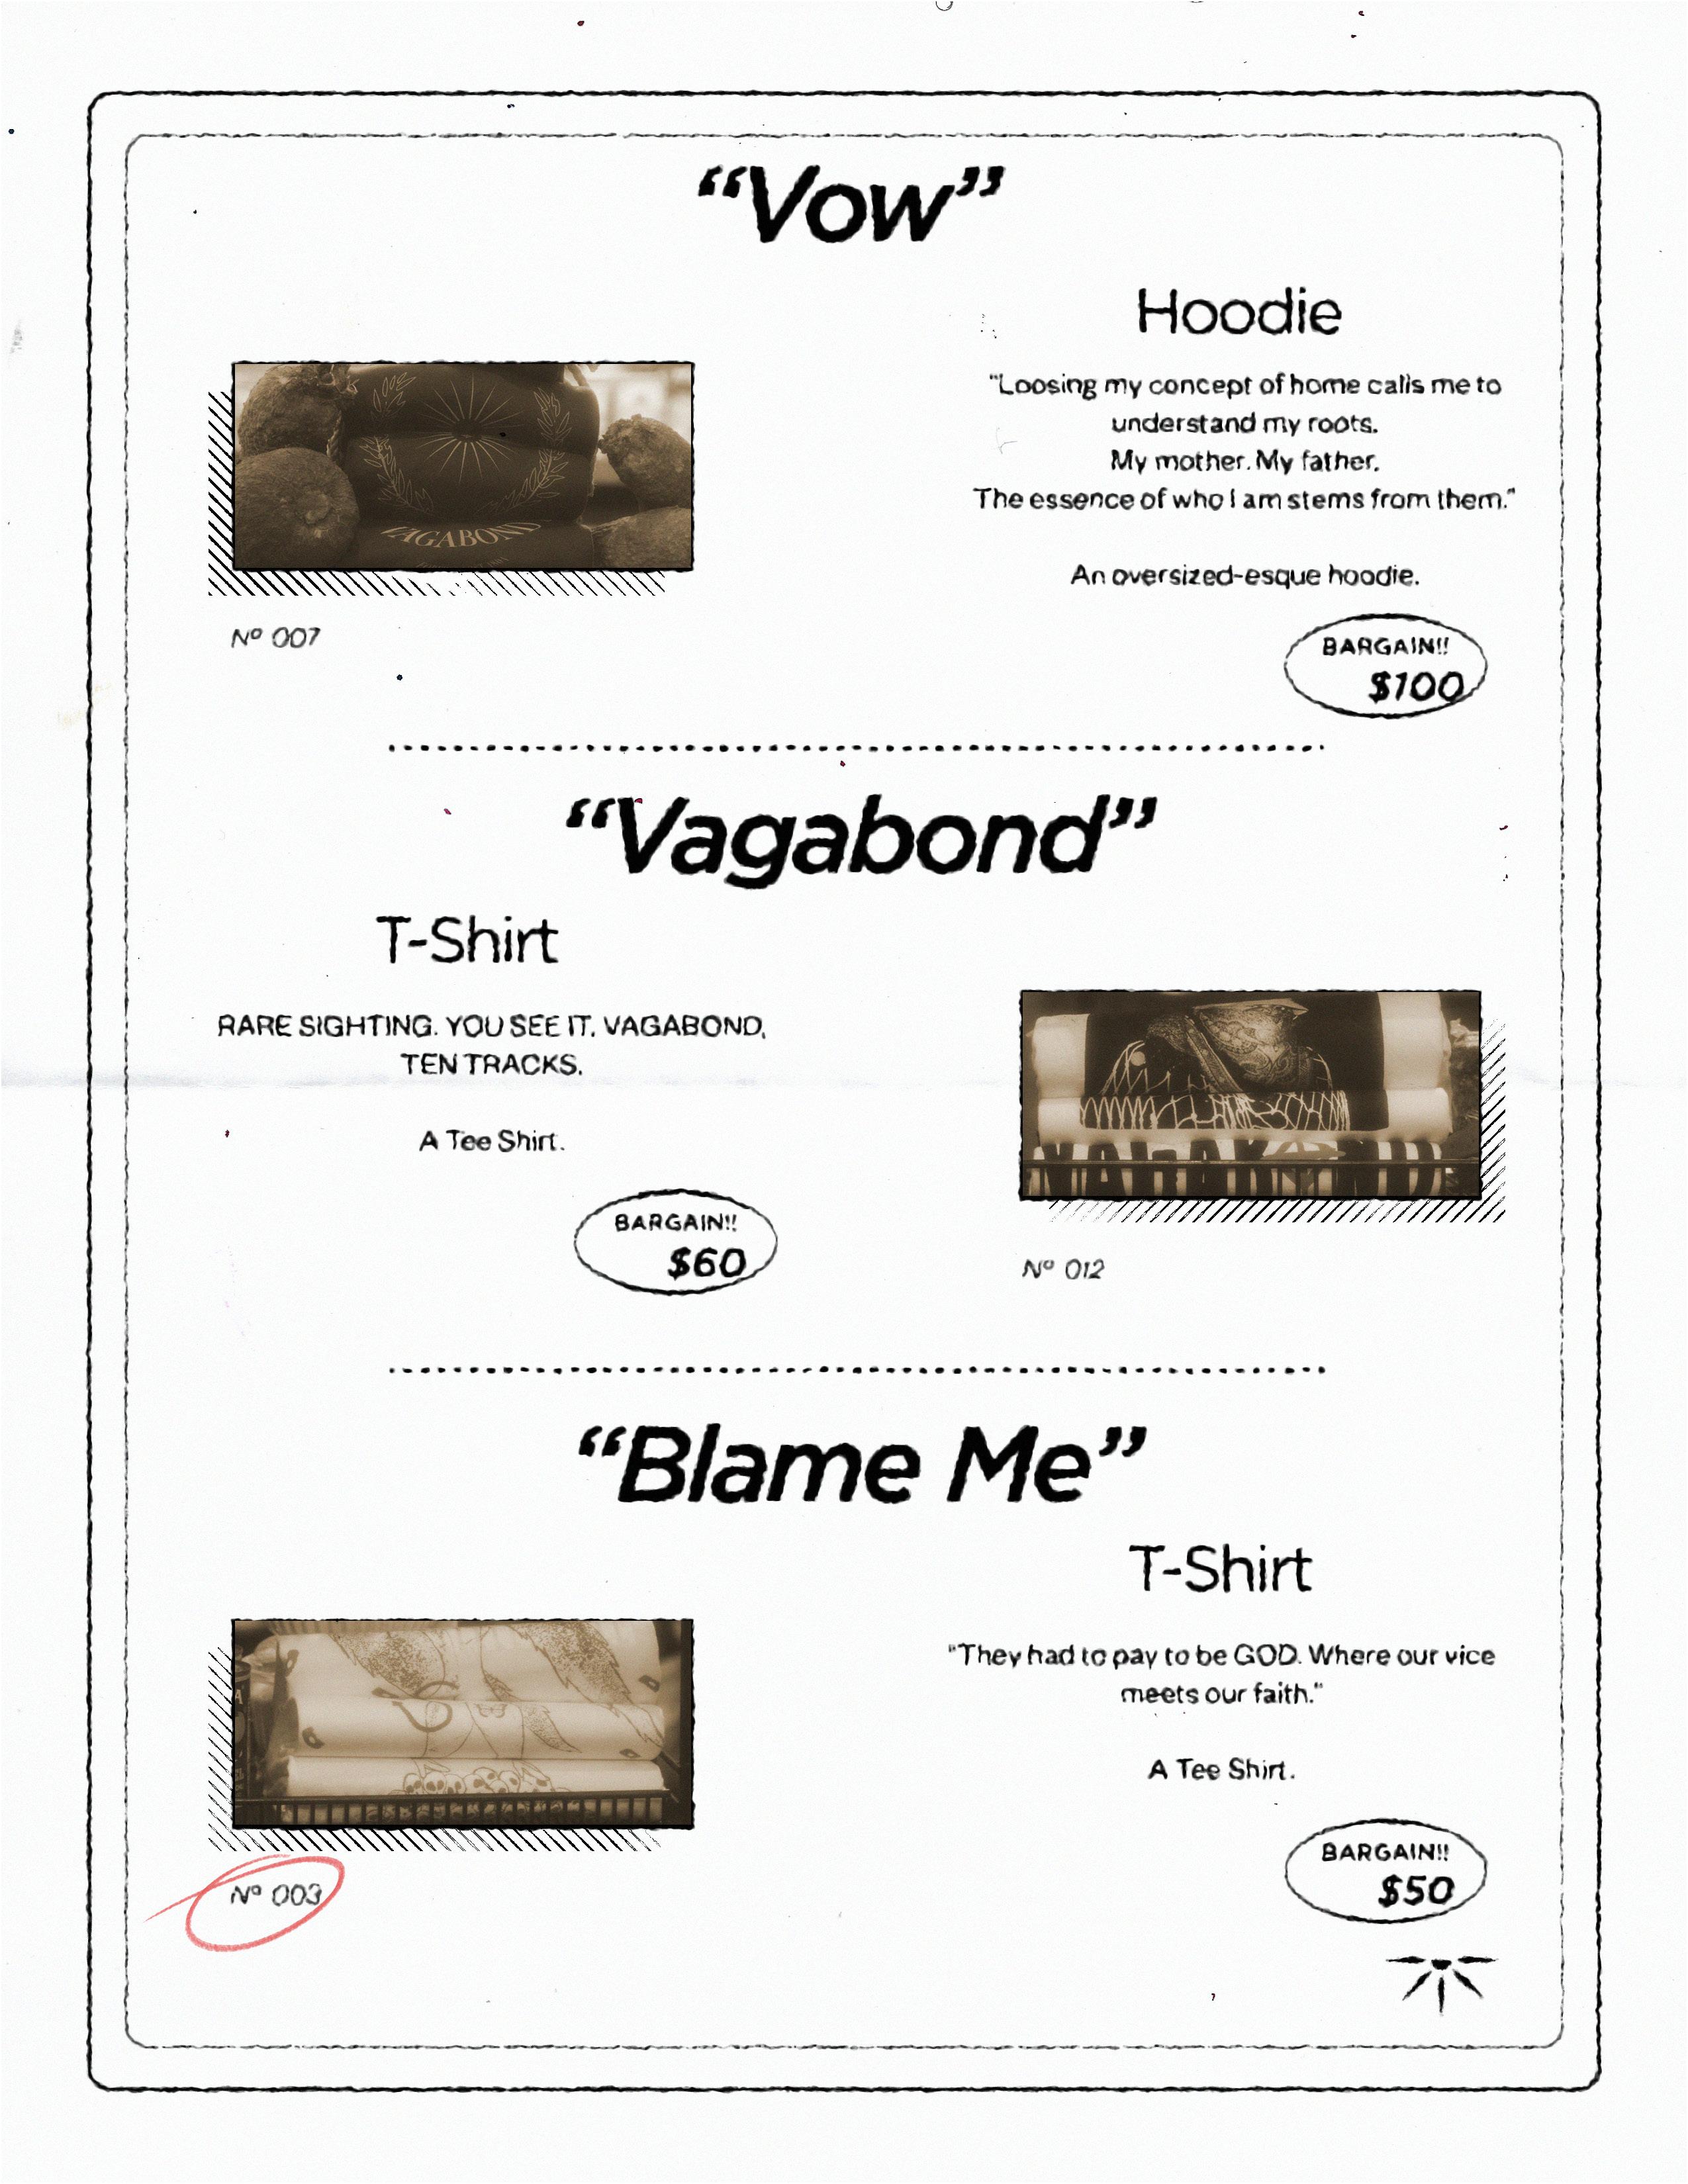 “Vow”
Hoodie
"Loosing my concept of home calls me to
understand my roots.
My mother. My father.
The essence of who I am stems from them."
An oversized-esque hoodie.
VAGABOND
Nº 007
BARGAIN!!
$100
“Vagabond”
T-Shirt
RARE SIGHTING. YOU SEE IT. VAGABOND,
TEN TRACKS.
A Tee Shirt.
BARGAIN!!
$60
Nº 012
“Blame Me”
T-Shirt
"They had to pay to be GOD. Where our vice
meets our faith."
A Tee Shirt.
BARGAIN!!
$50
Nº 003